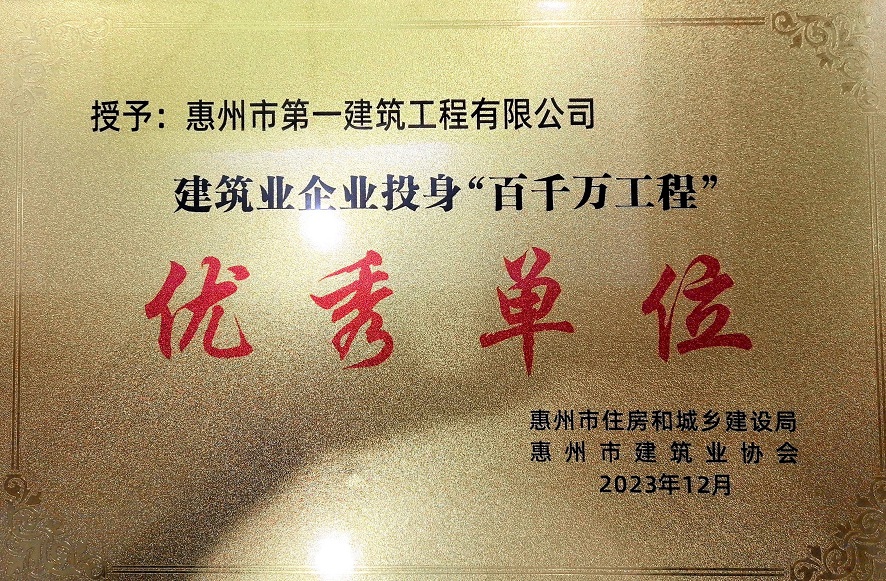 授予：惠州市第一建筑工程有限公司
建筑业企业投身“百千万工程”
优秀单位
惠州市住房和城乡建设局
惠州市建筑业协会
2023年12月